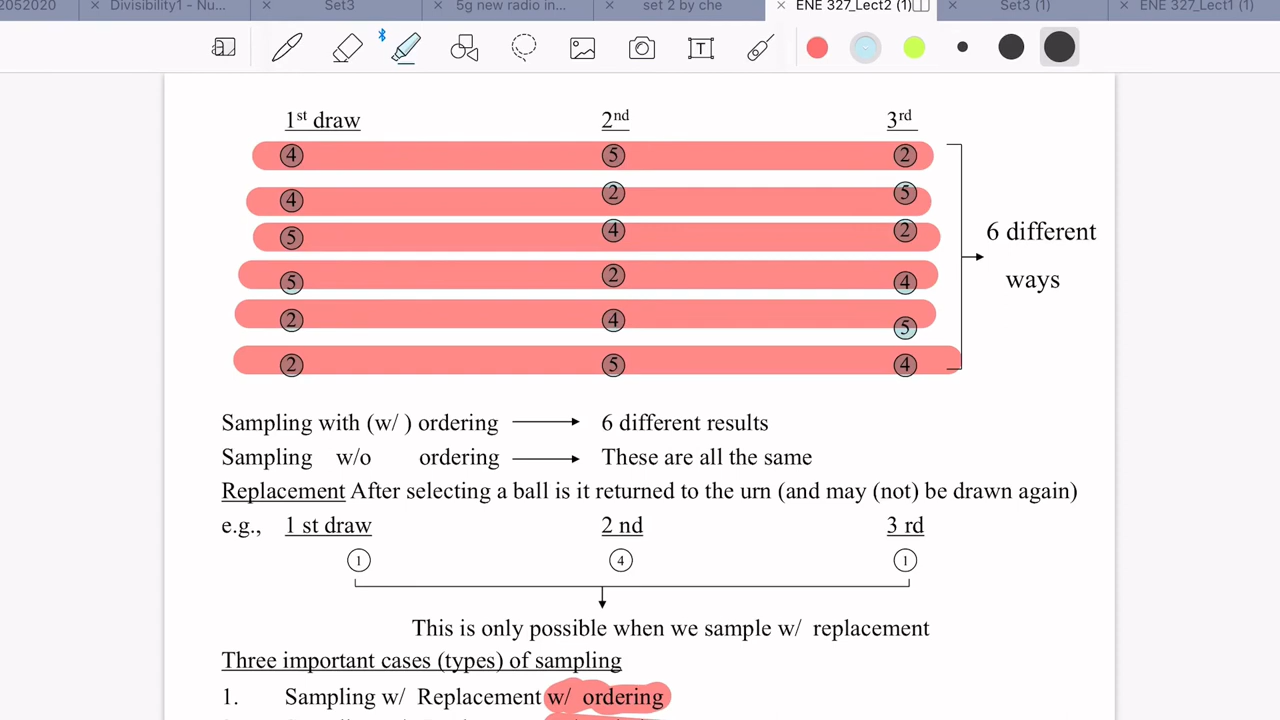 2052020 × Divisibility1 - Nu... × Set3 × 5g new radio in... × set 2 by che × ENE 327_Lect2 (1) × Set3 (1) × ENE 327_Lect1 (1)
T
1st draw 2nd 3rd
4 5 2
4 2 5
5 4 2
5 2 4
2 4 5
2 5 4
6 different
ways
Sampling with (w/ ) ordering 6 different results
Sampling w/o ordering These are all the same
Replacement After selecting a ball is it returned to the urn (and may (not) be drawn again)
e.g., 1 st draw 2 nd 3 rd
1 4 1
This is only possible when we sample w/ replacement
Three important cases (types) of sampling
1. Sampling w/ Replacement w/ ordering